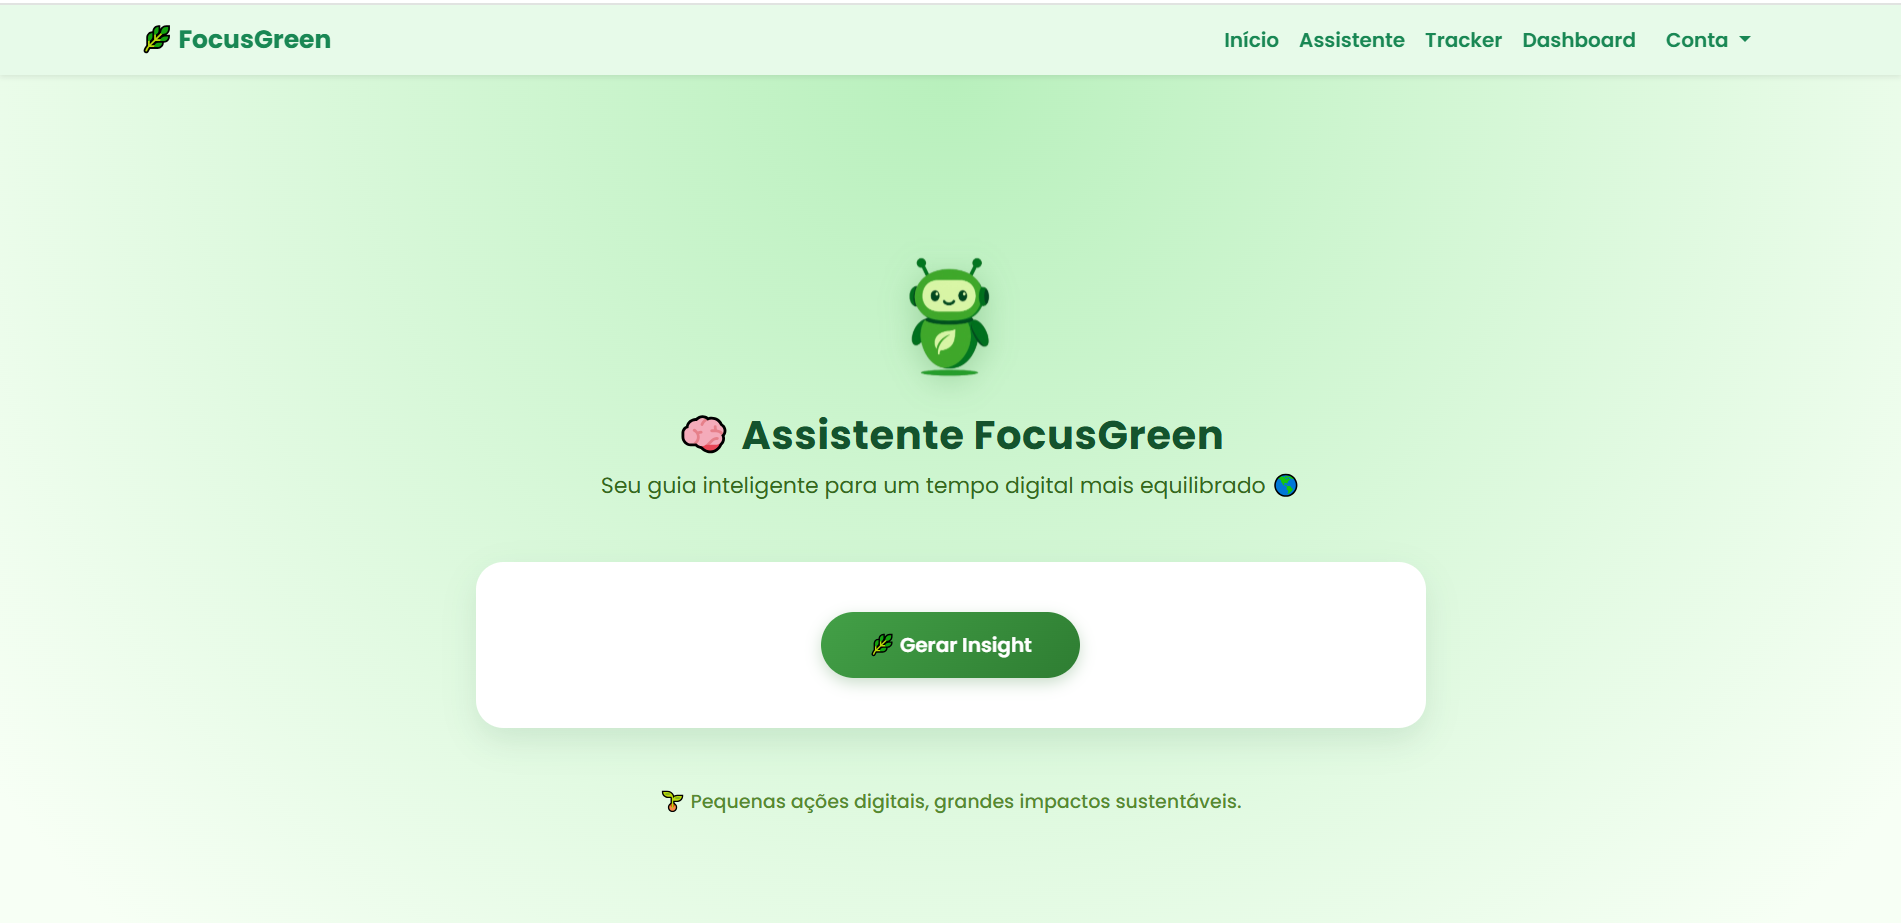 FocusGreen
Início Assistente Tracker Dashboard Conta
Assistente FocusGreen
Seu guia inteligente para um tempo digital mais equilibrado
Gerar Insight
Pequenas ações digitais, grandes impactos sustentáveis.